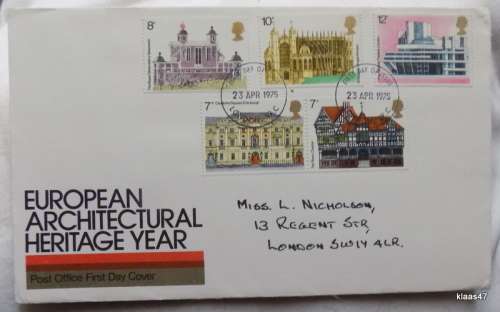 8p
10p
12p
23 APR 1975
23 APR 1975
7p
7p
EUROPEAN
ARCHITECTURAL
HERITAGE YEAR
Post Office First Day Cover
MISS. L. NICHOLSON,
13 REGENT STR,
LONDON SW1Y 4LR.
klaas47